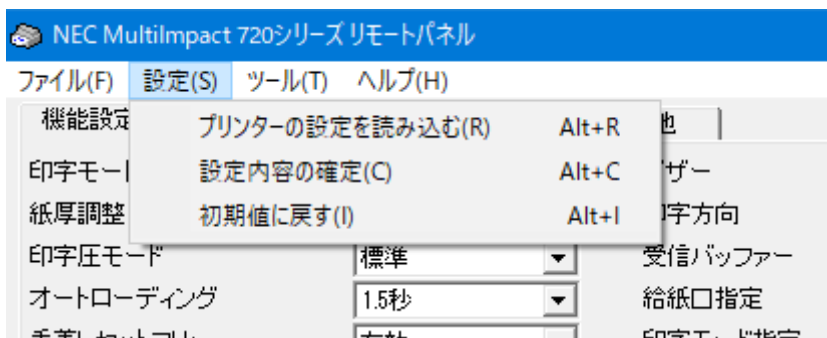 NEC MultiImpact 720シリーズ リモートパネル
ファイル(F) 設定(S) ツール(T) ヘルプ(H)
機能設定
プリンターの設定を読み込む(R) Alt+R
設定内容の確定(C) Alt+C
初期値に戻す(I) Alt+I
他
印字モード
ザー
紙厚調整
字方向
印字圧モード 標準 受信バッファー
オートローディング 1.5秒 給紙口指定